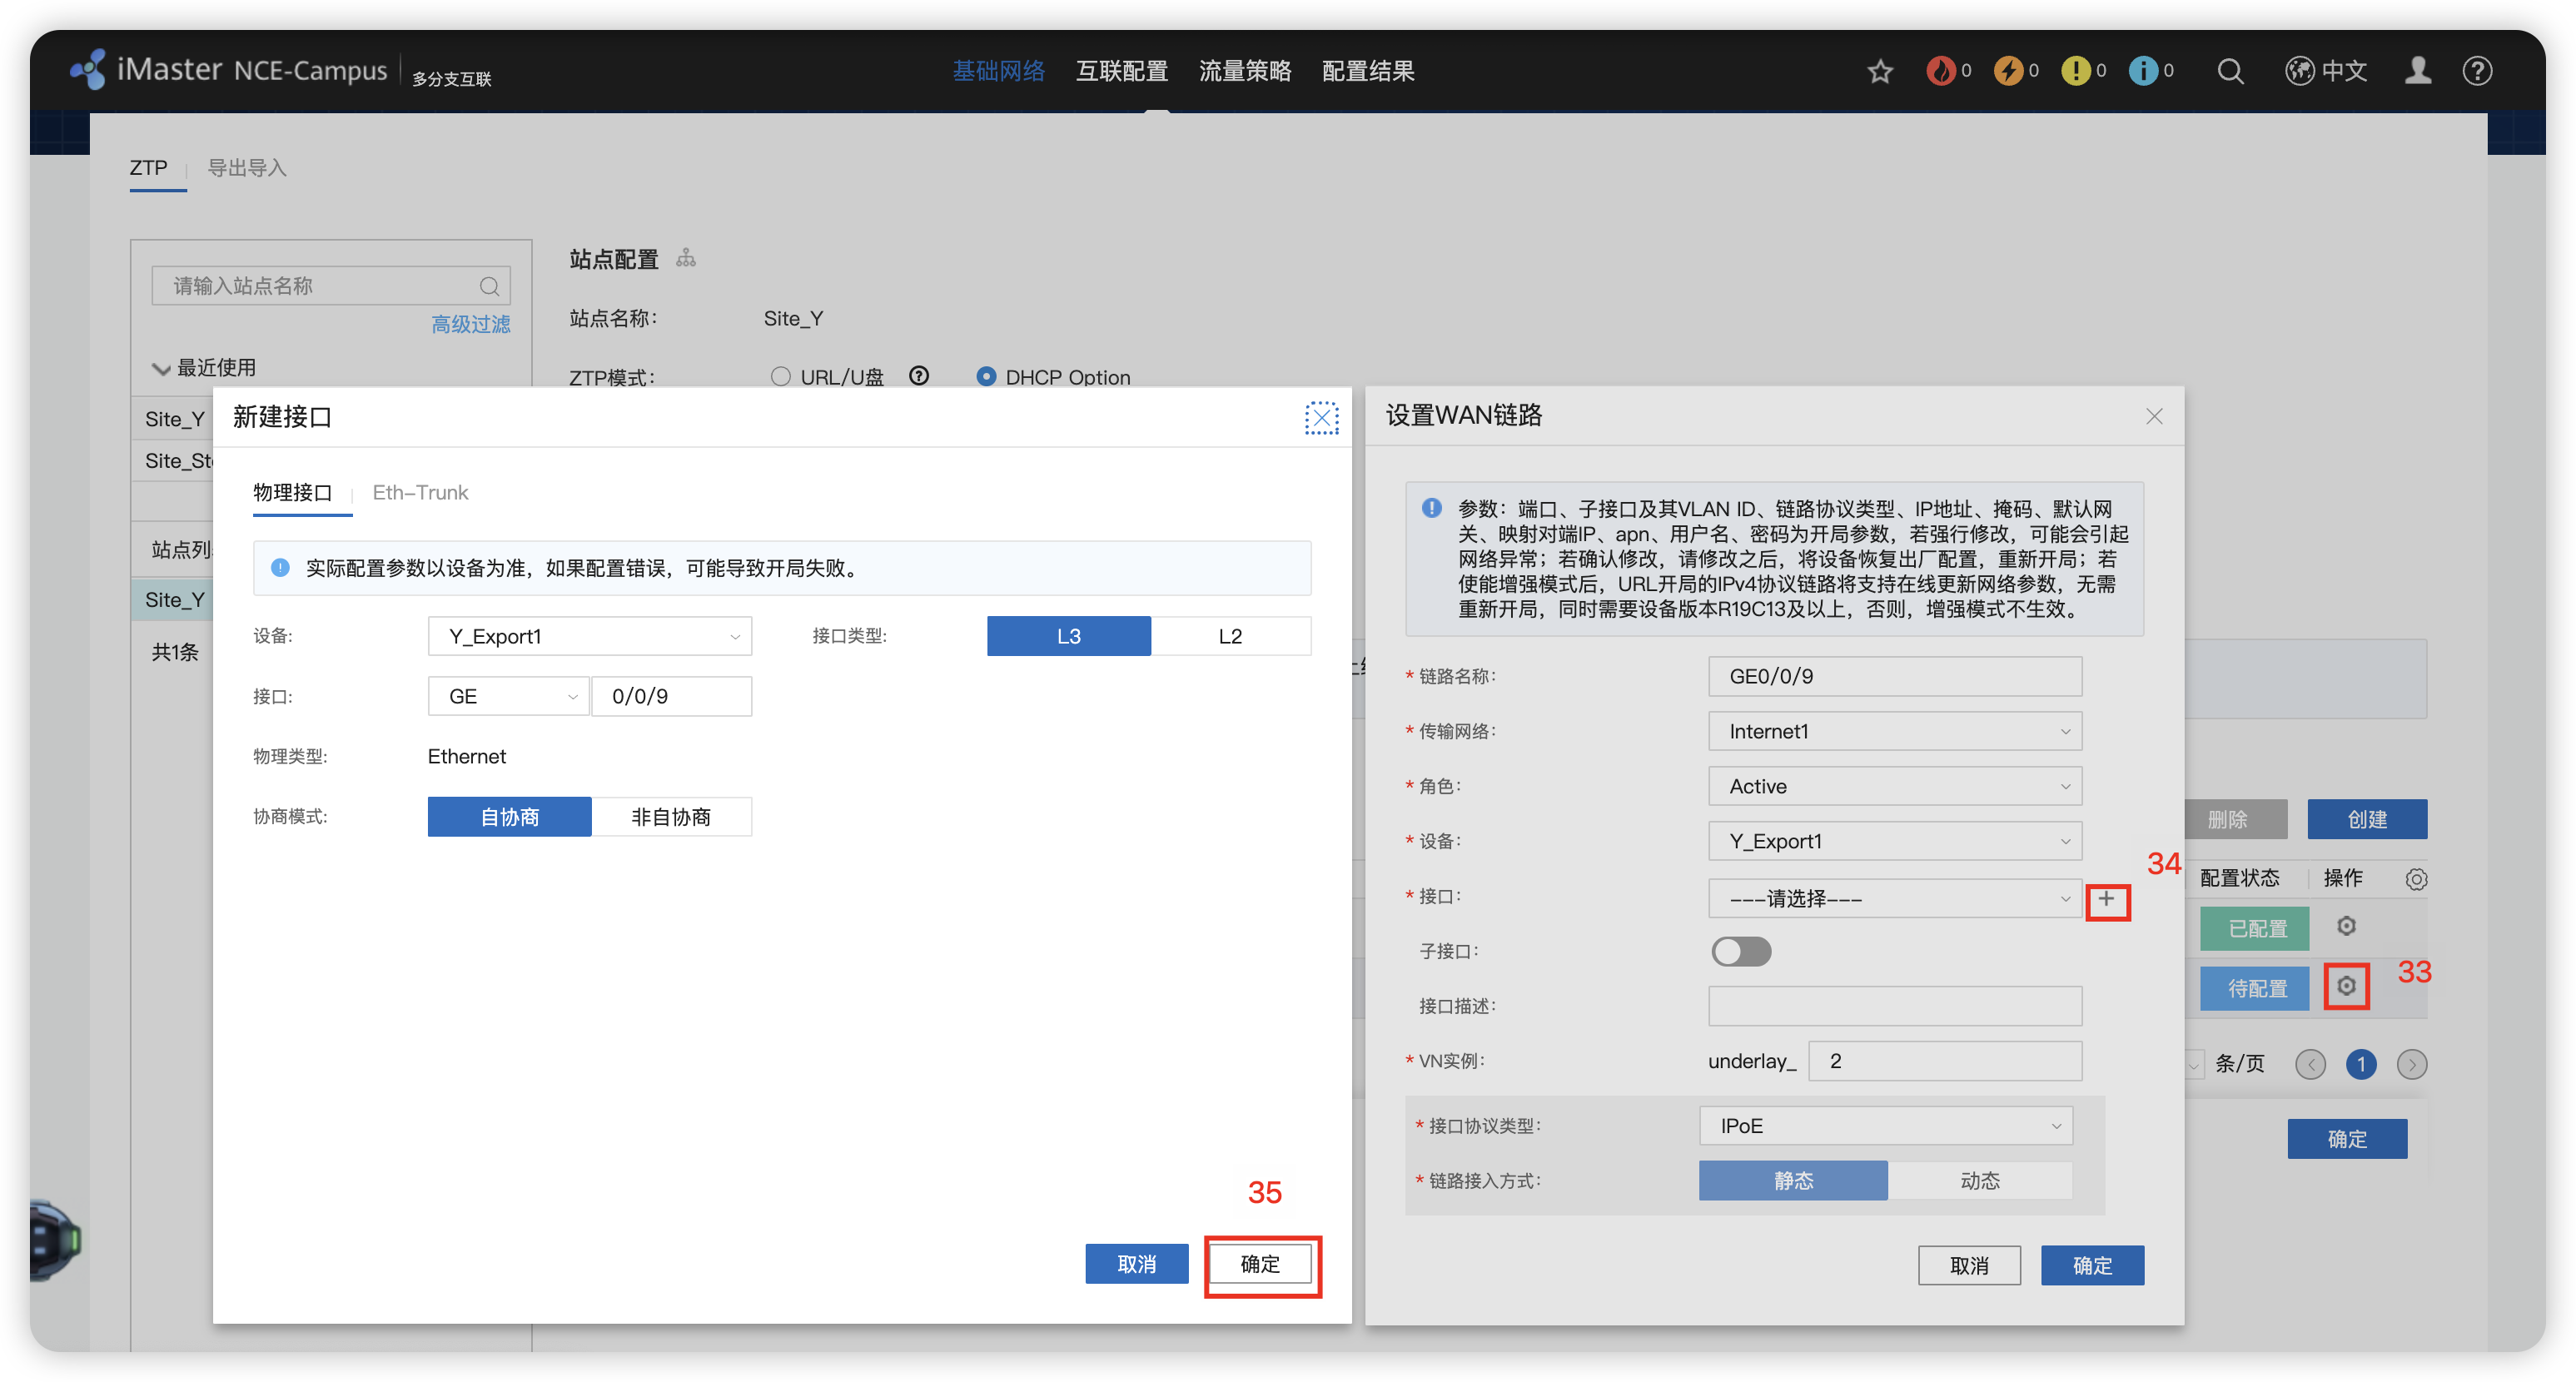 iMaster NCE-Campus 多分支互联
基础网络 互联配置 流量策略 配置结果
0 0 0 0 中文
ZTP 导出导入
请输入站点名称
高级过滤
最近使用
Site_Y
Site_St
站点列
Site_Y
共1条
站点配置
站点名称: Site_Y
ZTP模式: URL/U盘 DHCP Option
新建接口
物理接口 Eth-Trunk
实际配置参数以设备为准，如果配置错误，可能导致开局失败。
设备: Y_Export1 接口类型: L3 L2
接口: GE 0/0/9
物理类型: Ethernet
协商模式: 自协商 非自协商
35
取消 确定
设置WAN链路
参数：端口、子接口及其VLAN ID、链路协议类型、IP地址、掩码、默认网
关、映射对端IP、apn、用户名、密码为开局参数，若强行修改，可能会引起
网络异常；若确认修改，请修改之后，将设备恢复出厂配置，重新开局；若
使能增强模式后，URL开局的IPv4协议链路将支持在线更新网络参数，无需
重新开局，同时需要设备版本R19C13及以上，否则，增强模式不生效。
* 链路名称: GE0/0/9
* 传输网络: Internet1
* 角色: Active
* 设备: Y_Export1
34
* 接口: ---请选择--- +
子接口:
接口描述:
* VN实例: underlay_ 2
* 接口协议类型: IPoE
* 链路接入方式: 静态 动态
取消 确定
删除 创建
配置状态 操作
已配置
待配置 33
条/页 1
确定